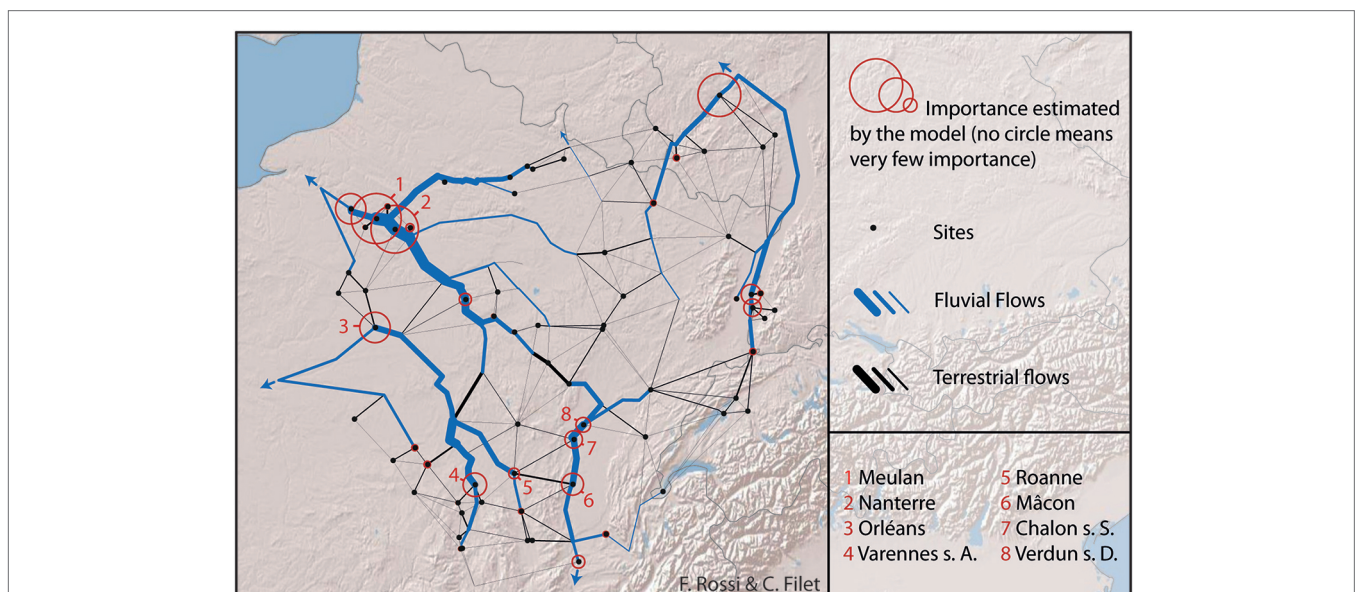 1
2
3
4
5
6
7
8
F. Rossi & C. Filet
Importance estimated
by the model (no circle means
very few importance)
Sites
Fluvial Flows
Terrestrial flows
1 Meulan
2 Nanterre
3 Orléans
4 Varennes s. A.
5 Roanne
6 Mâcon
7 Chalon s. S.
8 Verdun s. D.